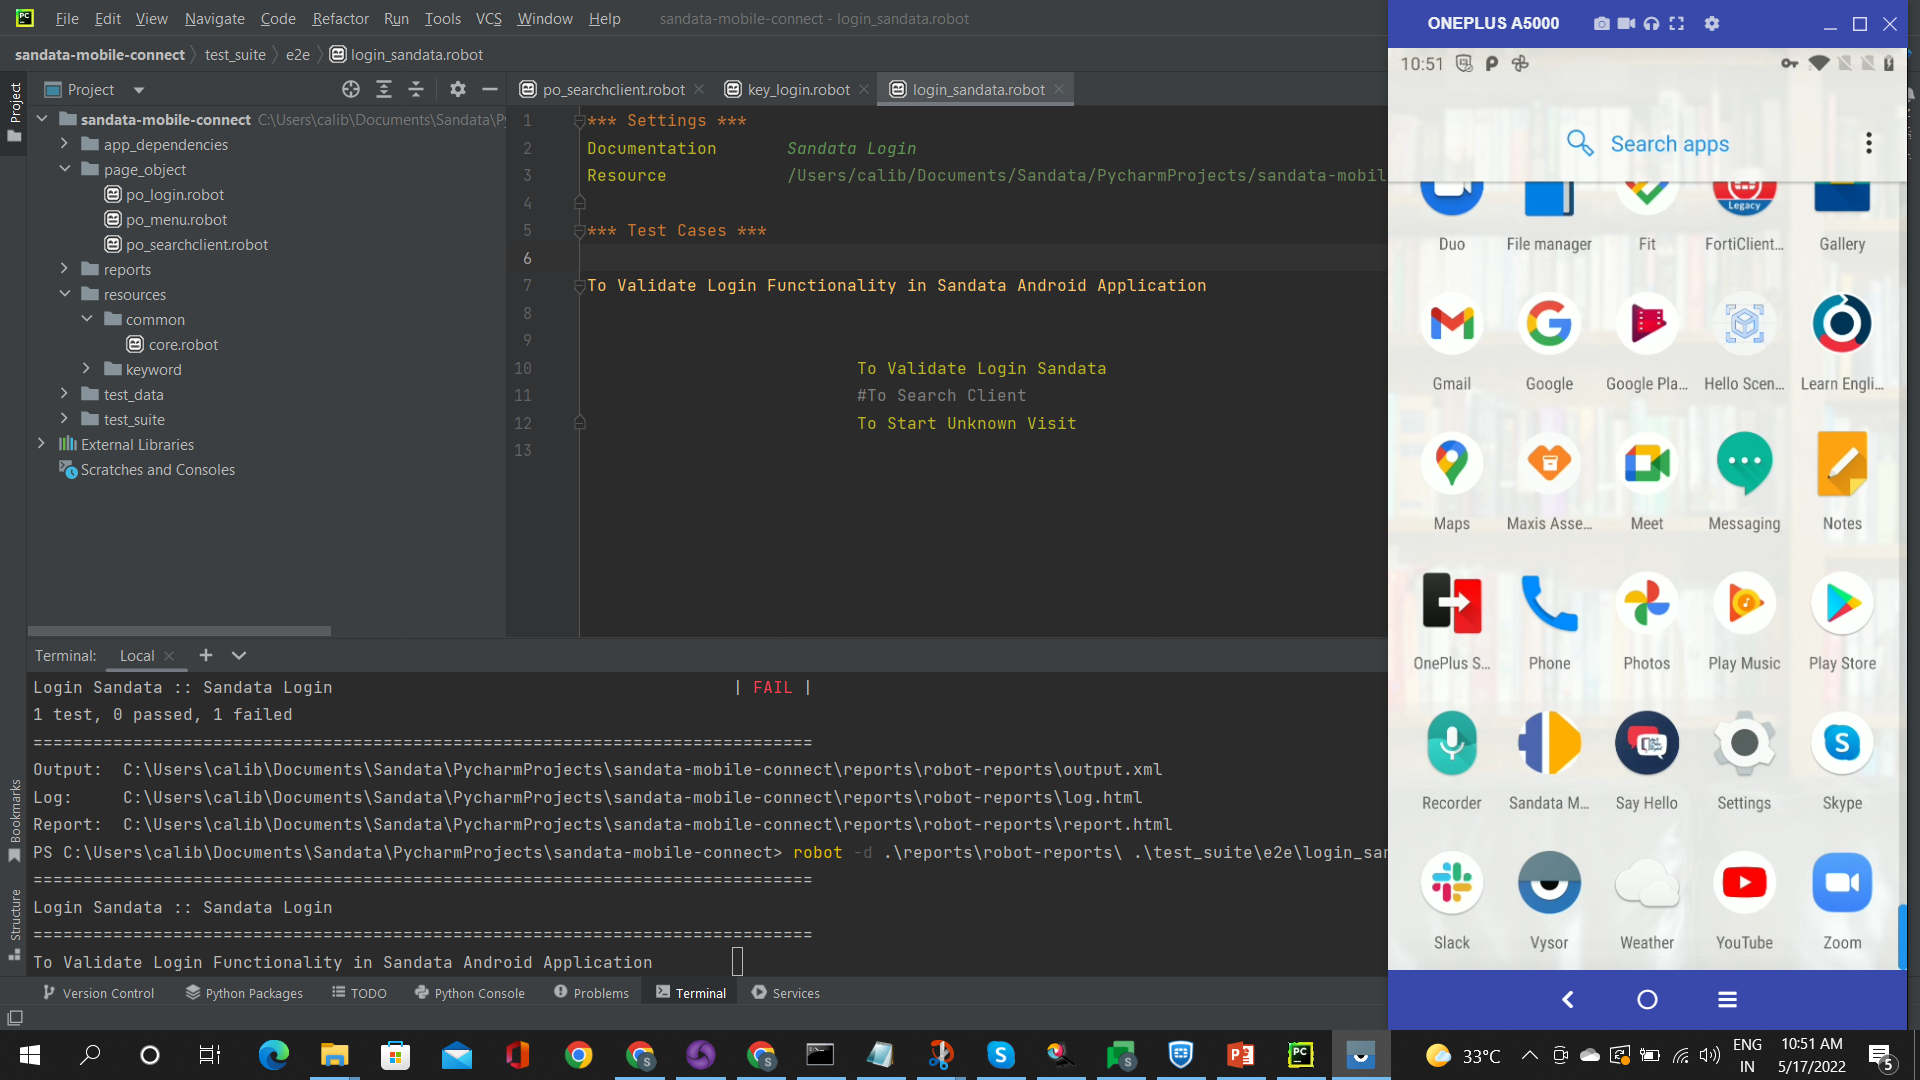 File Edit View Navigate Code Refactor Run Tools VCS Window Help sandata-mobile-connect - login_sandata.robot
sandata-mobile-connect test_suite e2e login_sandata.robot
Project
Project
sandata-mobile-connect C:\Users\calib\Documents\Sandata\Py
app_dependencies
page_object
po_login.robot
po_menu.robot
po_searchclient.robot
reports
resources
common
core.robot
keyword
test_data
test_suite
External Libraries
Scratches and Consoles
po_searchclient.robot key_login.robot login_sandata.robot
1 *** Settings ***
2 Documentation Sandata Login
3 Resource /Users/calib/Documents/Sandata/PycharmProjects/sandata-mobil
4
5 *** Test Cases ***
6
7 To Validate Login Functionality in Sandata Android Application
8
9
10 To Validate Login Sandata
11 #To Search Client
12 To Start Unknown Visit
13
Terminal: Local
Login Sandata :: Sandata Login | FAIL |
1 test, 0 passed, 1 failed
==============================================================================
Output: C:\Users\calib\Documents\Sandata\PycharmProjects\sandata-mobile-connect\reports\robot-reports\output.xml
Log: C:\Users\calib\Documents\Sandata\PycharmProjects\sandata-mobile-connect\reports\robot-reports\log.html
Report: C:\Users\calib\Documents\Sandata\PycharmProjects\sandata-mobile-connect\reports\robot-reports\report.html
PS C:\Users\calib\Documents\Sandata\PycharmProjects\sandata-mobile-connect> robot -d .\reports\robot-reports\ .\test_suite\e2e\login_san
==============================================================================
Login Sandata :: Sandata Login
==============================================================================
To Validate Login Functionality in Sandata Android Application
Bookmarks
Structure
Version Control Python Packages TODO Python Console Problems Terminal Services
ONEPLUS A5000
10:51
Search apps
Legacy
Duo File manager Fit FortiClient... Gallery
Gmail Google Google Pla... Hello Scen... Learn Engli...
Maps Maxis Asse... Meet Messaging Notes
OnePlus S... Phone Photos Play Music Play Store
Recorder Sandata M... Say Hello Settings Skype
Slack Vysor Weather YouTube Zoom
33°C
ENG
IN
10:51 AM
5/17/2022
5